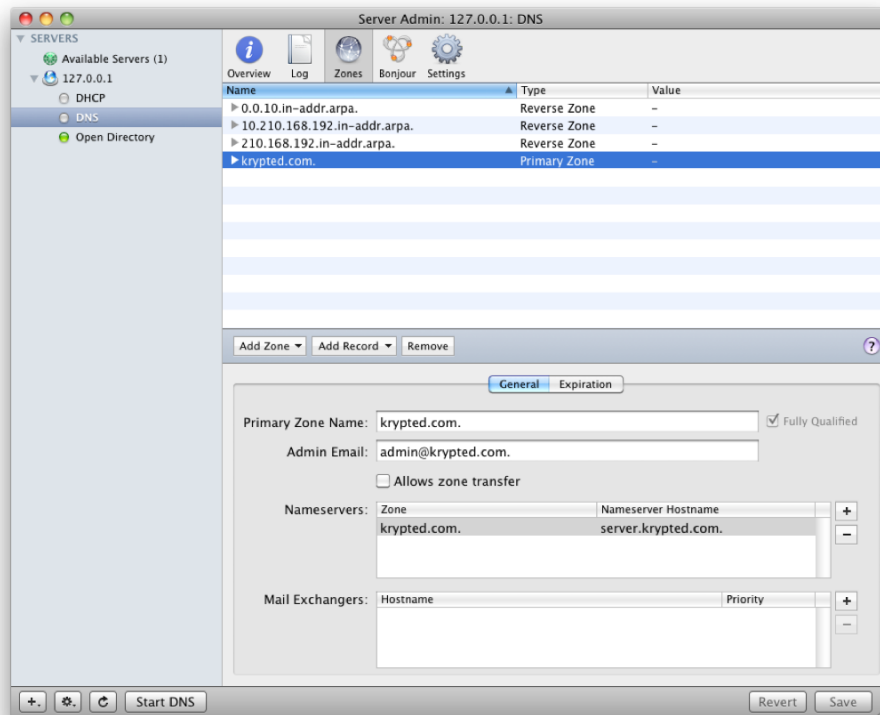 Server Admin: 127.0.0.1: DNS
SERVERS
Available Servers (1)
127.0.0.1
DHCP
DNS
Open Directory
Overview Log Zones Bonjour Settings
Name Type Value
0.0.10.in-addr.arpa. Reverse Zone –
10.210.168.192.in-addr.arpa. Reverse Zone –
210.168.192.in-addr.arpa. Reverse Zone –
krypted.com. Primary Zone –
Add Zone Add Record Remove ?
General Expiration
Primary Zone Name: krypted.com. Fully Qualified
Admin Email: admin@krypted.com.
Allows zone transfer
Nameservers: Zone Nameserver Hostname
krypted.com. server.krypted.com.
Mail Exchangers: Hostname Priority
Start DNS Revert Save